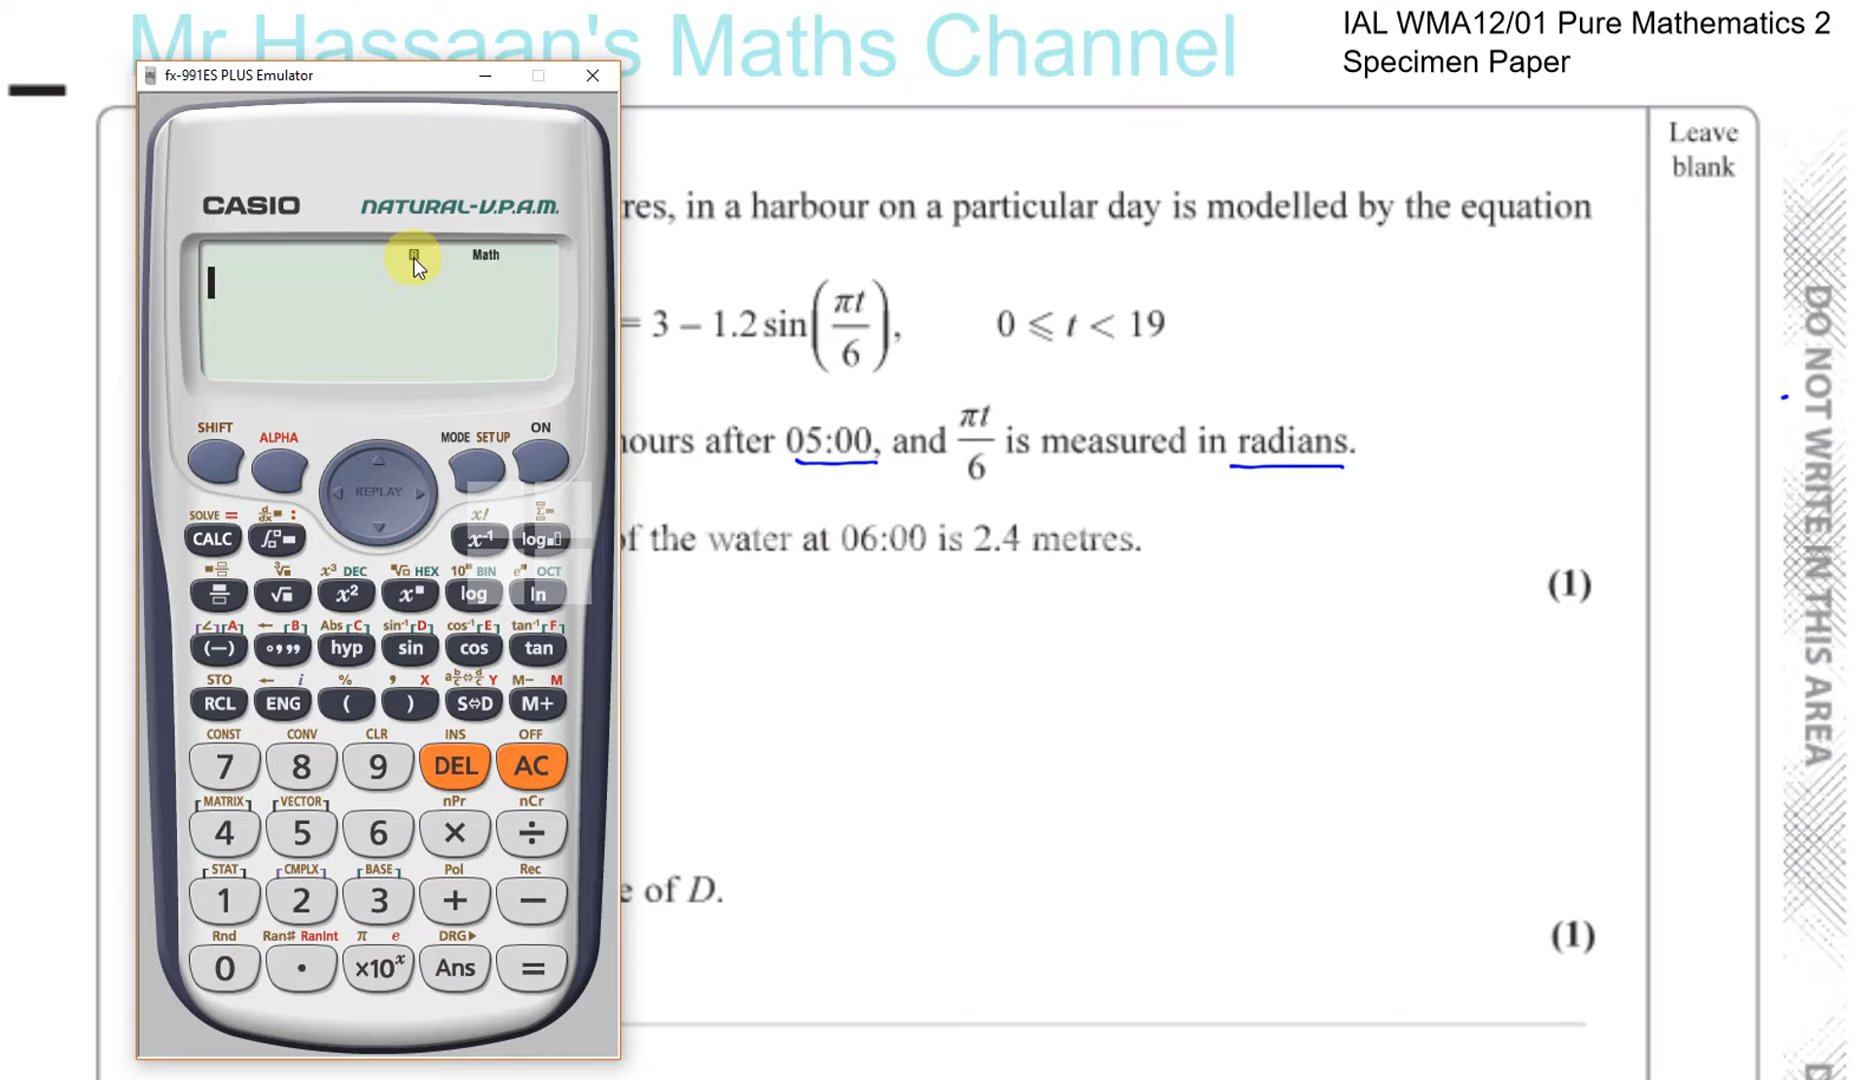 Mr Hassaan's Maths Channel
IAL WMA12/01 Pure Mathematics 2
Specimen Paper
fx-991ES PLUS Emulator
Leave
blank
CASIO
NATURAL-V.P.A.M.
Math
res, in a harbour on a particular day is modelled by the equation
= 3 − 1.2 sin(πt/6), 0 ⩽ t < 19
hours after 05:00, and πt/6 is measured in radians.
of the water at 06:00 is 2.4 metres.
(1)
e of D.
(1)
DO NOT WRITE IN THIS AREA
D
SHIFT ALPHA MODE SETUP ON
REPLAY
SOLVE = d/dx : x! Σ
CALC ∫ x⁻¹ log
³√ x³ DEC √ HEX 10 BIN e OCT
√ x² x log ln
∠ A ← B Abs C sin⁻¹ D cos⁻¹ E tan⁻¹ F
(−) °,,, hyp sin cos tan
STO ← i % , X a b/c⇔d/c Y M− M
RCL ENG ( ) S⇔D M+
CONST CONV CLR INS OFF
7 8 9 DEL AC
MATRIX VECTOR nPr nCr
4 5 6 × ÷
STAT CMPLX BASE Pol Rec
1 2 3 + −
Rnd Ran# RanInt π e DRG▶
0 . ×10ˣ Ans =